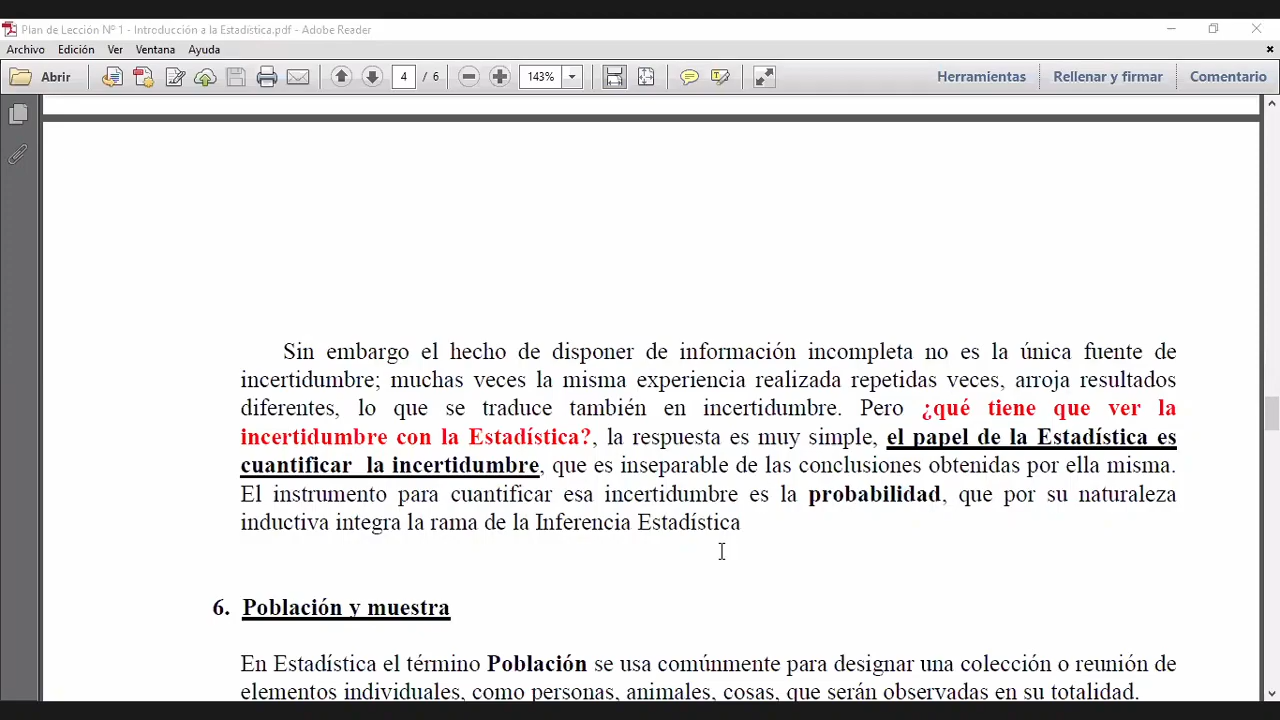 Plan de Lección Nº 1 - Introducción a la Estadística.pdf - Adobe Reader
Archivo Edición Ver Ventana Ayuda
Abrir 4 / 6 143% Herramientas Rellenar y firmar Comentario
Sin embargo el hecho de disponer de información incompleta no es la única fuente de
incertidumbre; muchas veces la misma experiencia realizada repetidas veces, arroja resultados
diferentes, lo que se traduce también en incertidumbre. Pero ¿qué tiene que ver la
incertidumbre con la Estadística?, la respuesta es muy simple, el papel de la Estadística es
cuantificar la incertidumbre, que es inseparable de las conclusiones obtenidas por ella misma.
El instrumento para cuantificar esa incertidumbre es la probabilidad, que por su naturaleza
inductiva integra la rama de la Inferencia Estadística
6. Población y muestra
En Estadística el término Población se usa comúnmente para designar una colección o reunión de
elementos individuales, como personas, animales, cosas, que serán observadas en su totalidad.